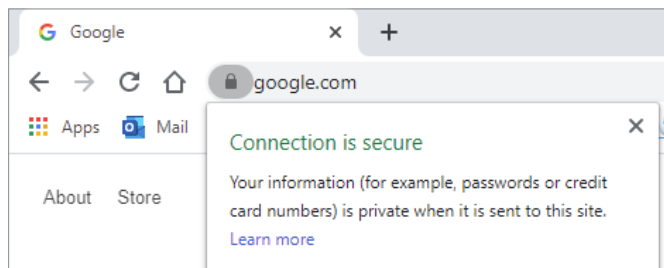 Google
google.com
Apps Mail
Connection is secure
Your information (for example, passwords or credit
card numbers) is private when it is sent to this site.
Learn more
About Store